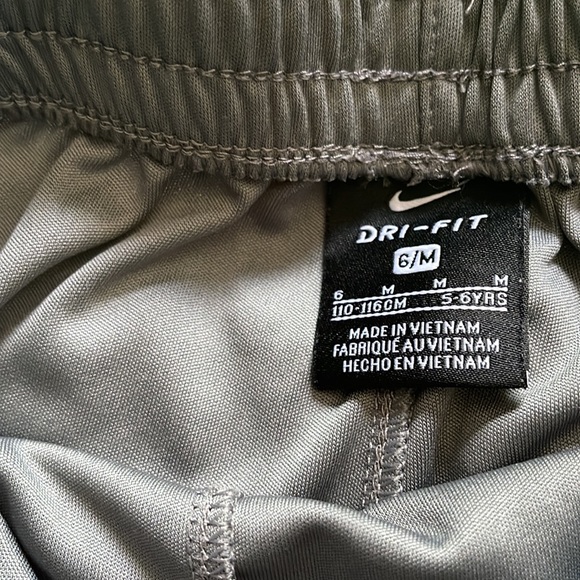 DRI-FIT
6/M
6 M M M
110-116CM 5-6YRS
MADE IN VIETNAM
FABRIQUÉ AU VIETNAM
HECHO EN VIETNAM